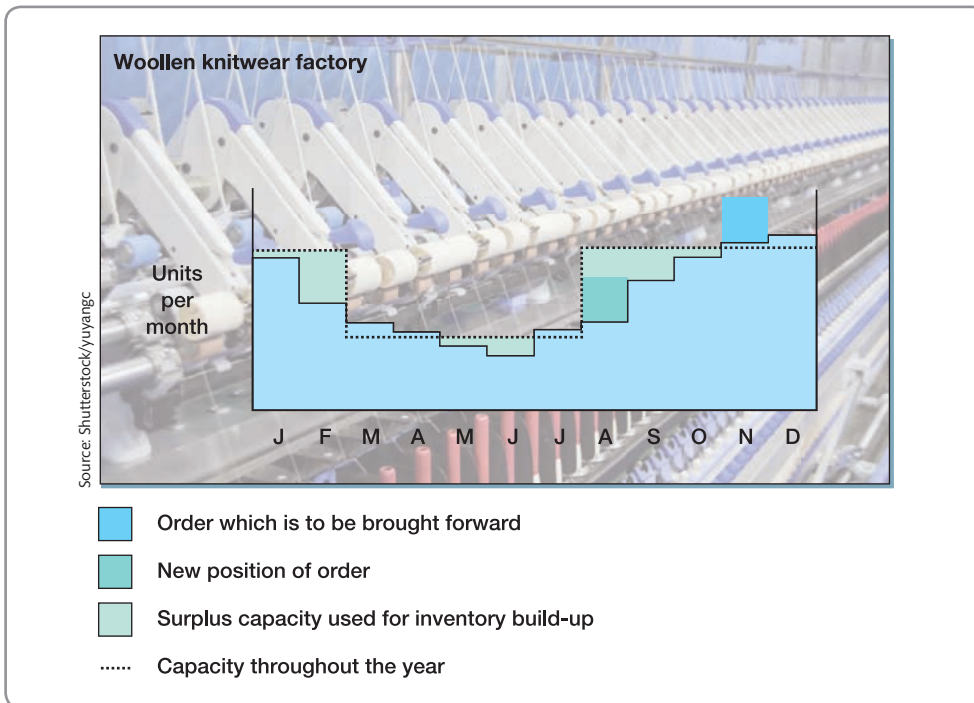 Woollen knitwear factory
Units
per
month
J F M A M J J A S O N D
Source: Shutterstock/yuyangc
Order which is to be brought forward
New position of order
Surplus capacity used for inventory build-up
Capacity throughout the year